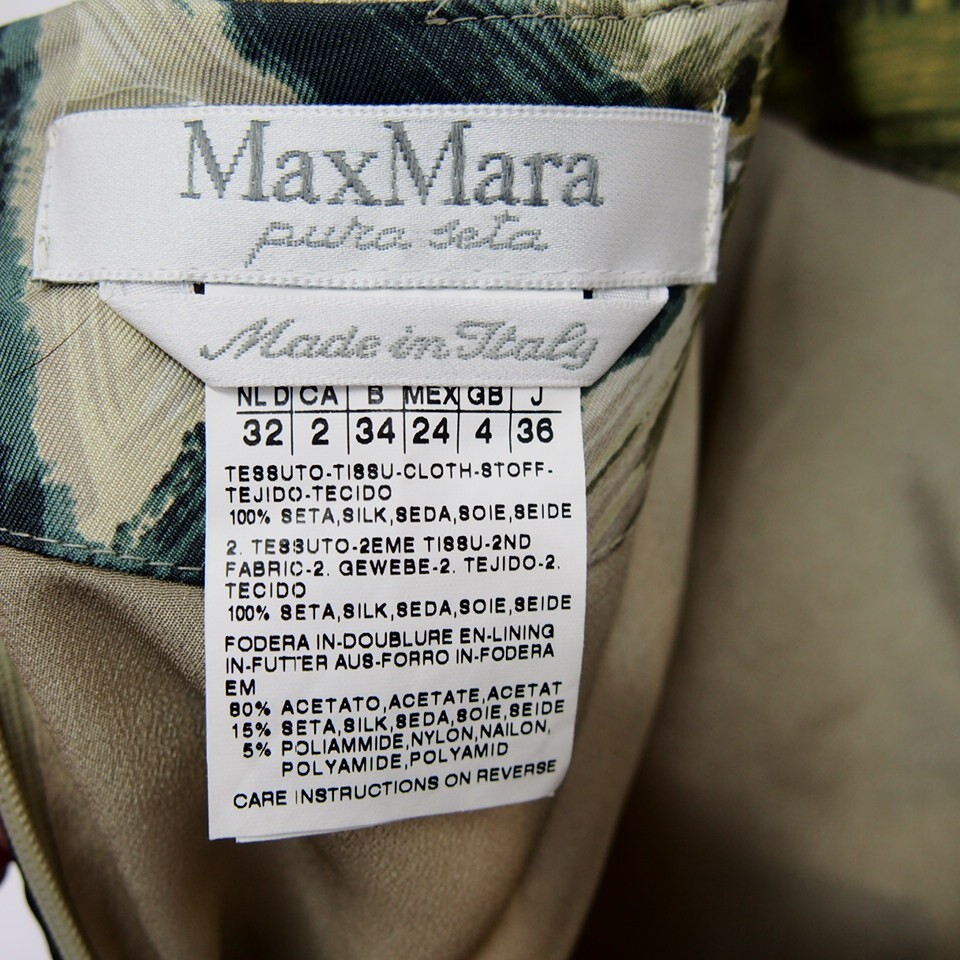 MaxMara
pura seta
Made in Italy
NL D CA B MEX GB J
32 2 34 24 4 36
TESSUTO-TISSU-CLOTH-STOFF-
TEJIDO-TECIDO
100% SETA,SILK,SEDA,SOIE,SEIDE
2. TESSUTO-2EME TISSU-2ND
FABRIC-2. GEWEBE-2. TEJIDO-2.
TECIDO
100% SETA,SILK,SEDA,SOIE,SEIDE
FODERA IN-DOUBLURE EN-LINING
IN-FUTTER AUS-FORRO IN-FODERA
EM
80% ACETATO,ACETATE,ACETAT
15% SETA,SILK,SEDA,SOIE,SEIDE
5% POLIAMMIDE,NYLON,NAILON,
POLYAMIDE,POLYAMID
CARE INSTRUCTIONS ON REVERSE